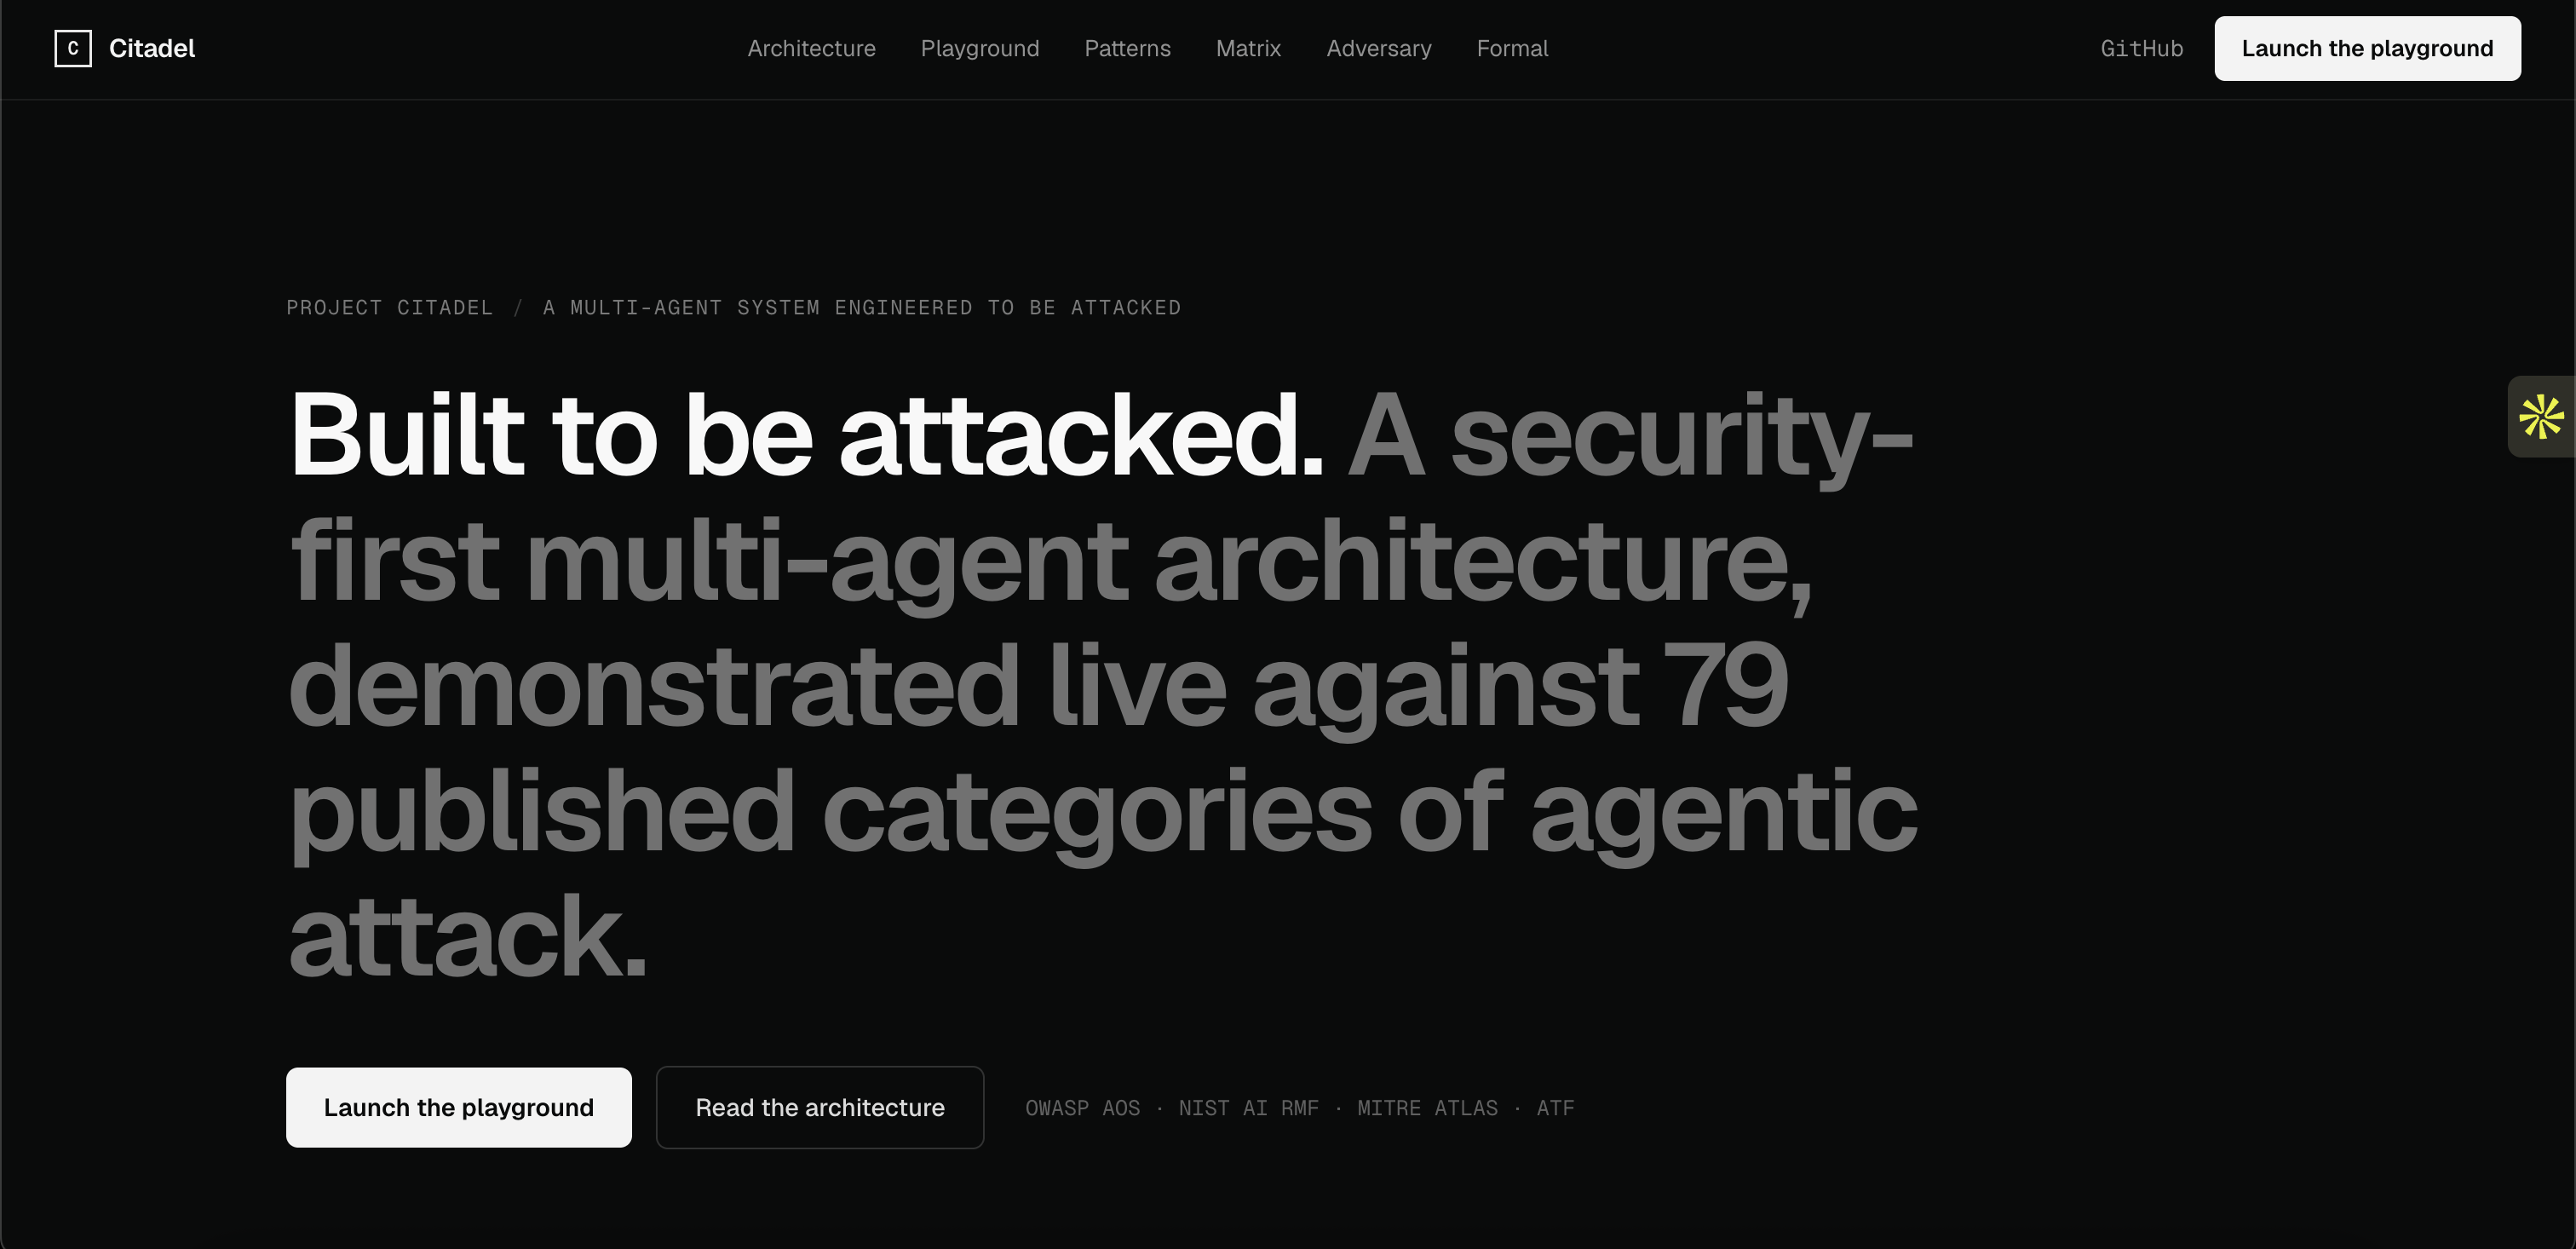 C Citadel Architecture Playground Patterns Matrix Adversary Formal GitHub Launch the playground
PROJECT CITADEL / A MULTI-AGENT SYSTEM ENGINEERED TO BE ATTACKED
Built to be attacked. A security-
first multi-agent architecture,
demonstrated live against 79
published categories of agentic
attack.
Launch the playground Read the architecture OWASP AOS · NIST AI RMF · MITRE ATLAS · ATF